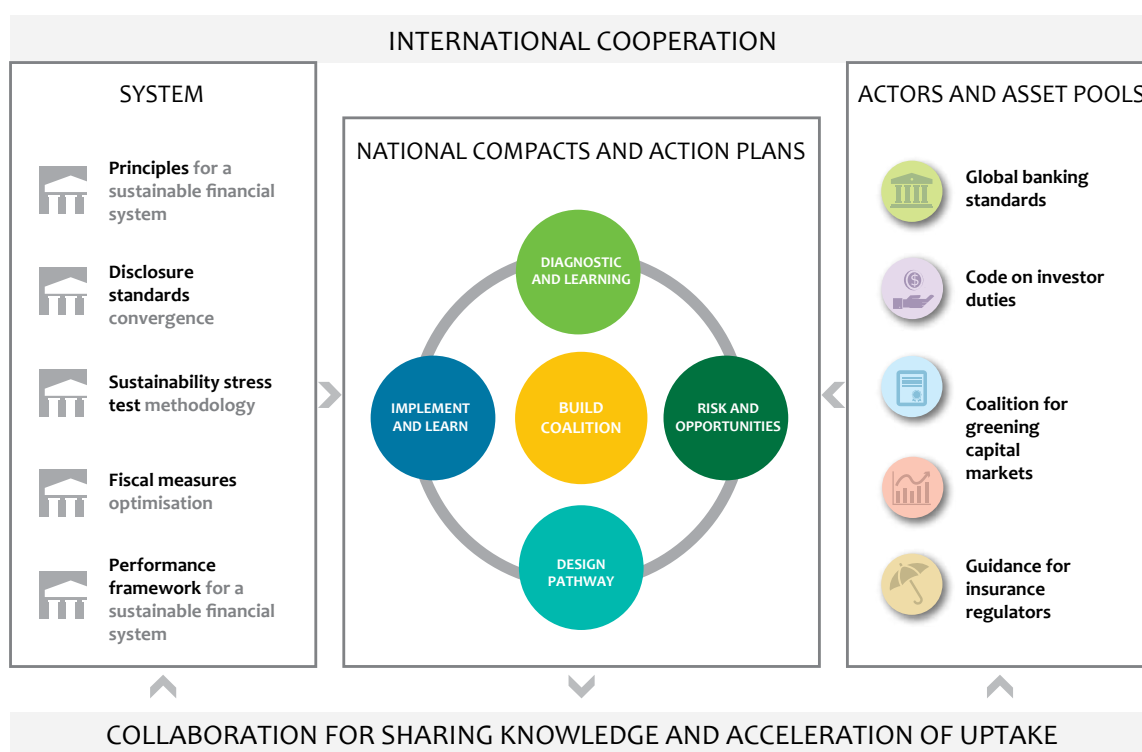 INTERNATIONAL COOPERATION
SYSTEM
Principles for a
sustainable financial
system
Disclosure
standards
convergence
Sustainability stress
test methodology
Fiscal measures
optimisation
Performance
framework for a
sustainable financial
system
NATIONAL COMPACTS AND ACTION PLANS
DIAGNOSTIC
AND LEARNING
IMPLEMENT
AND LEARN
BUILD
COALITION
RISK AND
OPPORTUNITIES
DESIGN
PATHWAY
ACTORS AND ASSET POOLS
Global banking
standards
$
Code on investor
duties
Coalition for
greening
capital
markets
Guidance for
insurance
regulators
COLLABORATION FOR SHARING KNOWLEDGE AND ACCELERATION OF UPTAKE